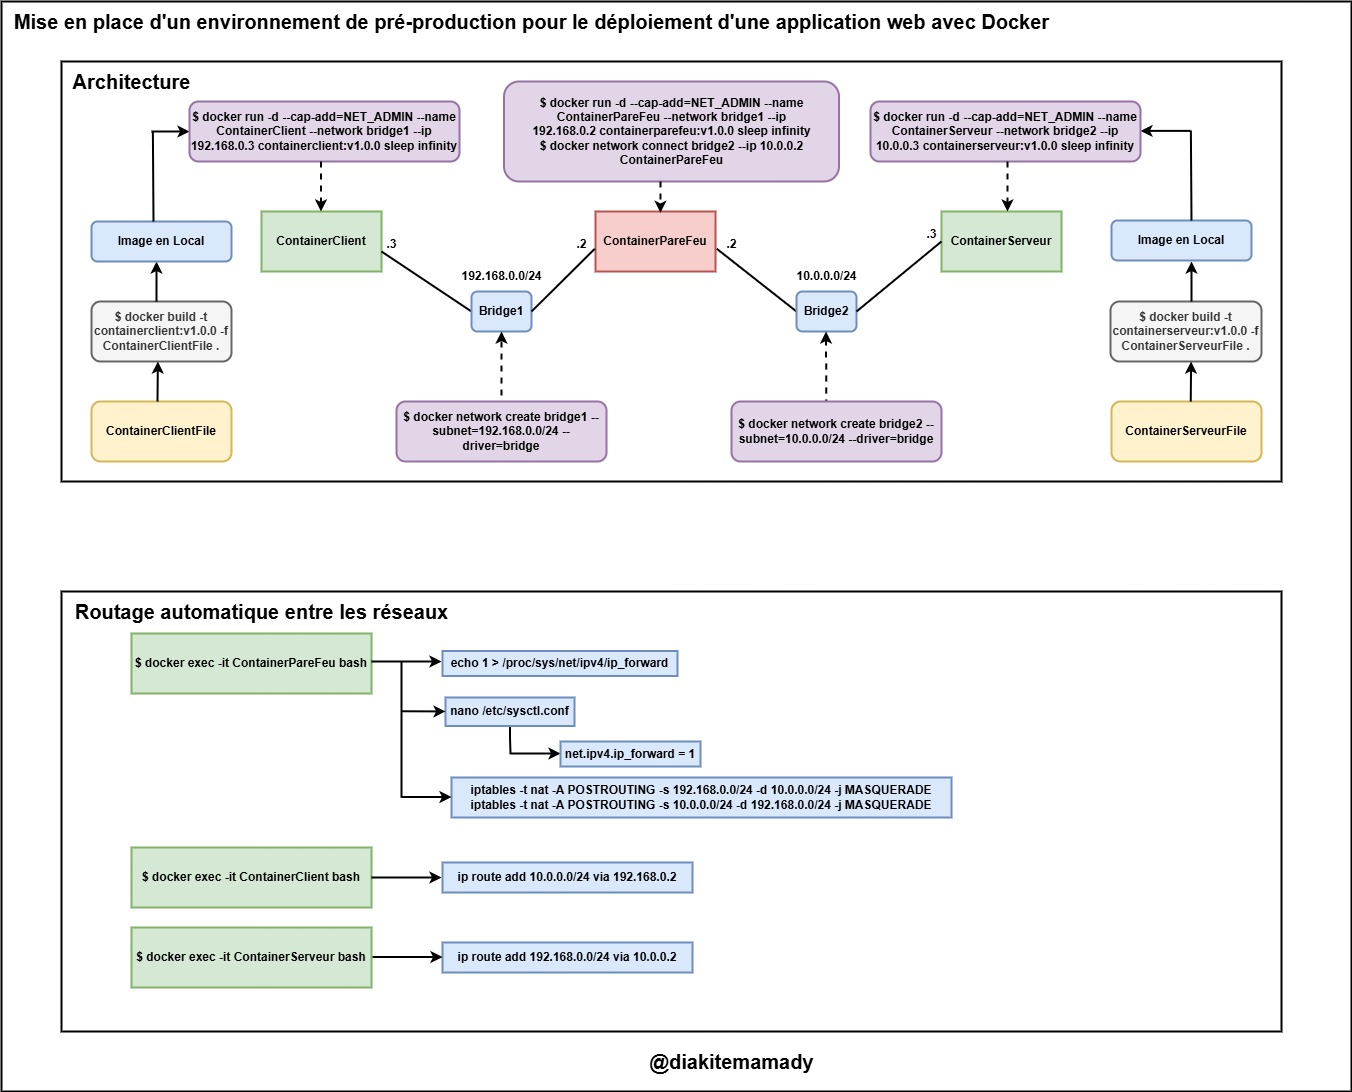 Mise en place d'un environnement de pré-production pour le déploiement d'une application web avec Docker
Architecture
$ docker run -d --cap-add=NET_ADMIN --name
ContainerClient --network bridge1 --ip
192.168.0.3 containerclient:v1.0.0 sleep infinity
$ docker run -d --cap-add=NET_ADMIN --name
ContainerPareFeu --network bridge1 --ip
192.168.0.2 containerparefeu:v1.0.0 sleep infinity
$ docker network connect bridge2 --ip 10.0.0.2
ContainerPareFeu
$ docker run -d --cap-add=NET_ADMIN --name
ContainerServeur --network bridge2 --ip
10.0.0.3 containerserveur:v1.0.0 sleep infinity
Image en Local
ContainerClient
.3
.2
ContainerPareFeu
.2
.3
ContainerServeur
Image en Local
192.168.0.0/24
Bridge1
10.0.0.0/24
Bridge2
$ docker build -t
containerclient:v1.0.0 -f
ContainerClientFile .
$ docker build -t
containerserveur:v1.0.0 -f
ContainerServeurFile .
ContainerClientFile
$ docker network create bridge1 --
subnet=192.168.0.0/24 --
driver=bridge
$ docker network create bridge2 --
subnet=10.0.0.0/24 --driver=bridge
ContainerServeurFile
Routage automatique entre les réseaux
$ docker exec -it ContainerPareFeu bash
echo 1 > /proc/sys/net/ipv4/ip_forward
nano /etc/sysctl.conf
net.ipv4.ip_forward = 1
iptables -t nat -A POSTROUTING -s 192.168.0.0/24 -d 10.0.0.0/24 -j MASQUERADE
iptables -t nat -A POSTROUTING -s 10.0.0.0/24 -d 192.168.0.0/24 -j MASQUERADE
$ docker exec -it ContainerClient bash
ip route add 10.0.0.0/24 via 192.168.0.2
$ docker exec -it ContainerServeur bash
ip route add 192.168.0.0/24 via 10.0.0.2
@diakitemamady